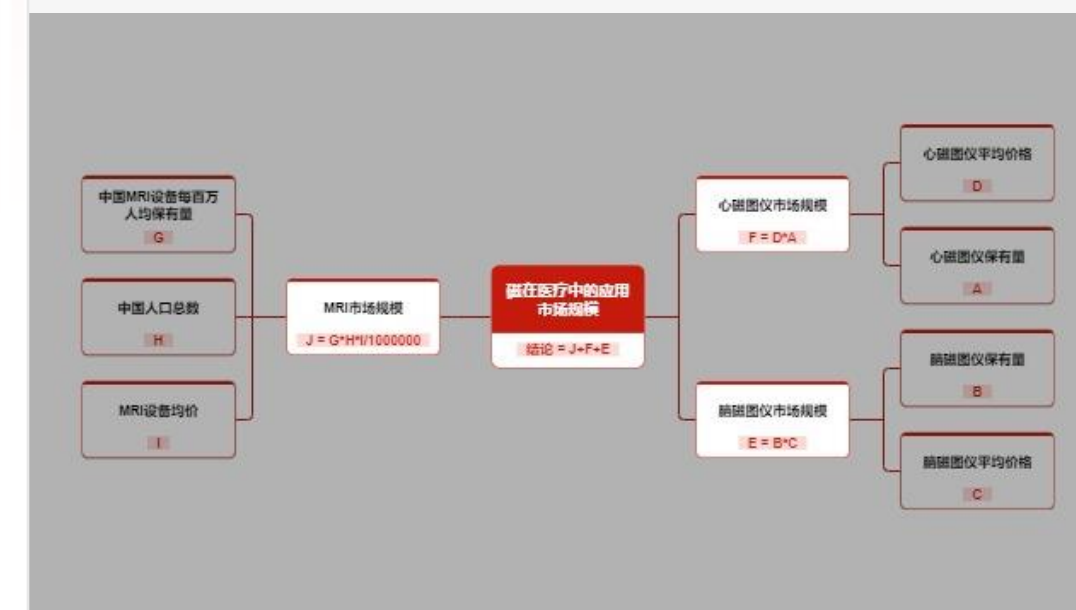 中国MRI设备每百万
人均保有量
G
中国人口总数
H
MRI设备均价
I
MRI市场规模
J = G*H*I/1000000
磁在医疗中的应用
市场规模
结论 = J+F+E
心磁图仪市场规模
F = D*A
脑磁图仪市场规模
E = B*C
心磁图仪平均价格
D
心磁图仪保有量
A
脑磁图仪保有量
B
脑磁图仪平均价格
C